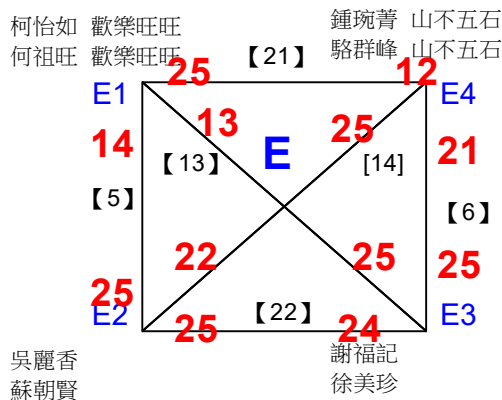 柯怡如 歡樂旺旺
何祖旺 歡樂旺旺
鍾琬菁 山不五石
駱群峰 山不五石
【21】
25
12
E1
E4
13
25
14
E
21
【13】
[14]
【5】
【6】
22
25
25
25
E2
【22】
E3
25
24
吳麗香
蘇朝賢
謝福記
徐美珍